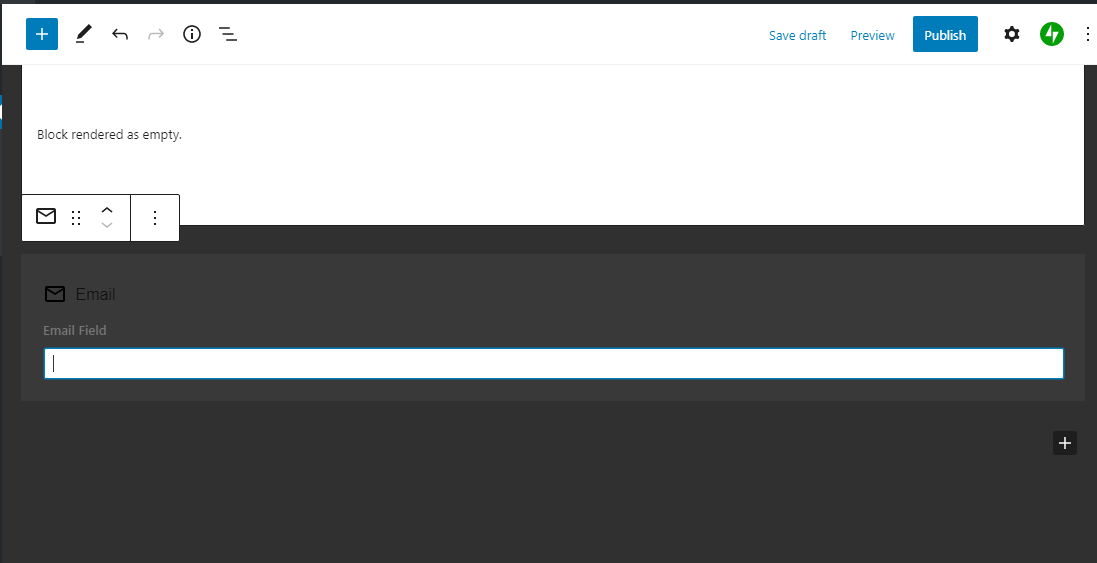 Save draft Preview Publish
Block rendered as empty.
Email
Email Field